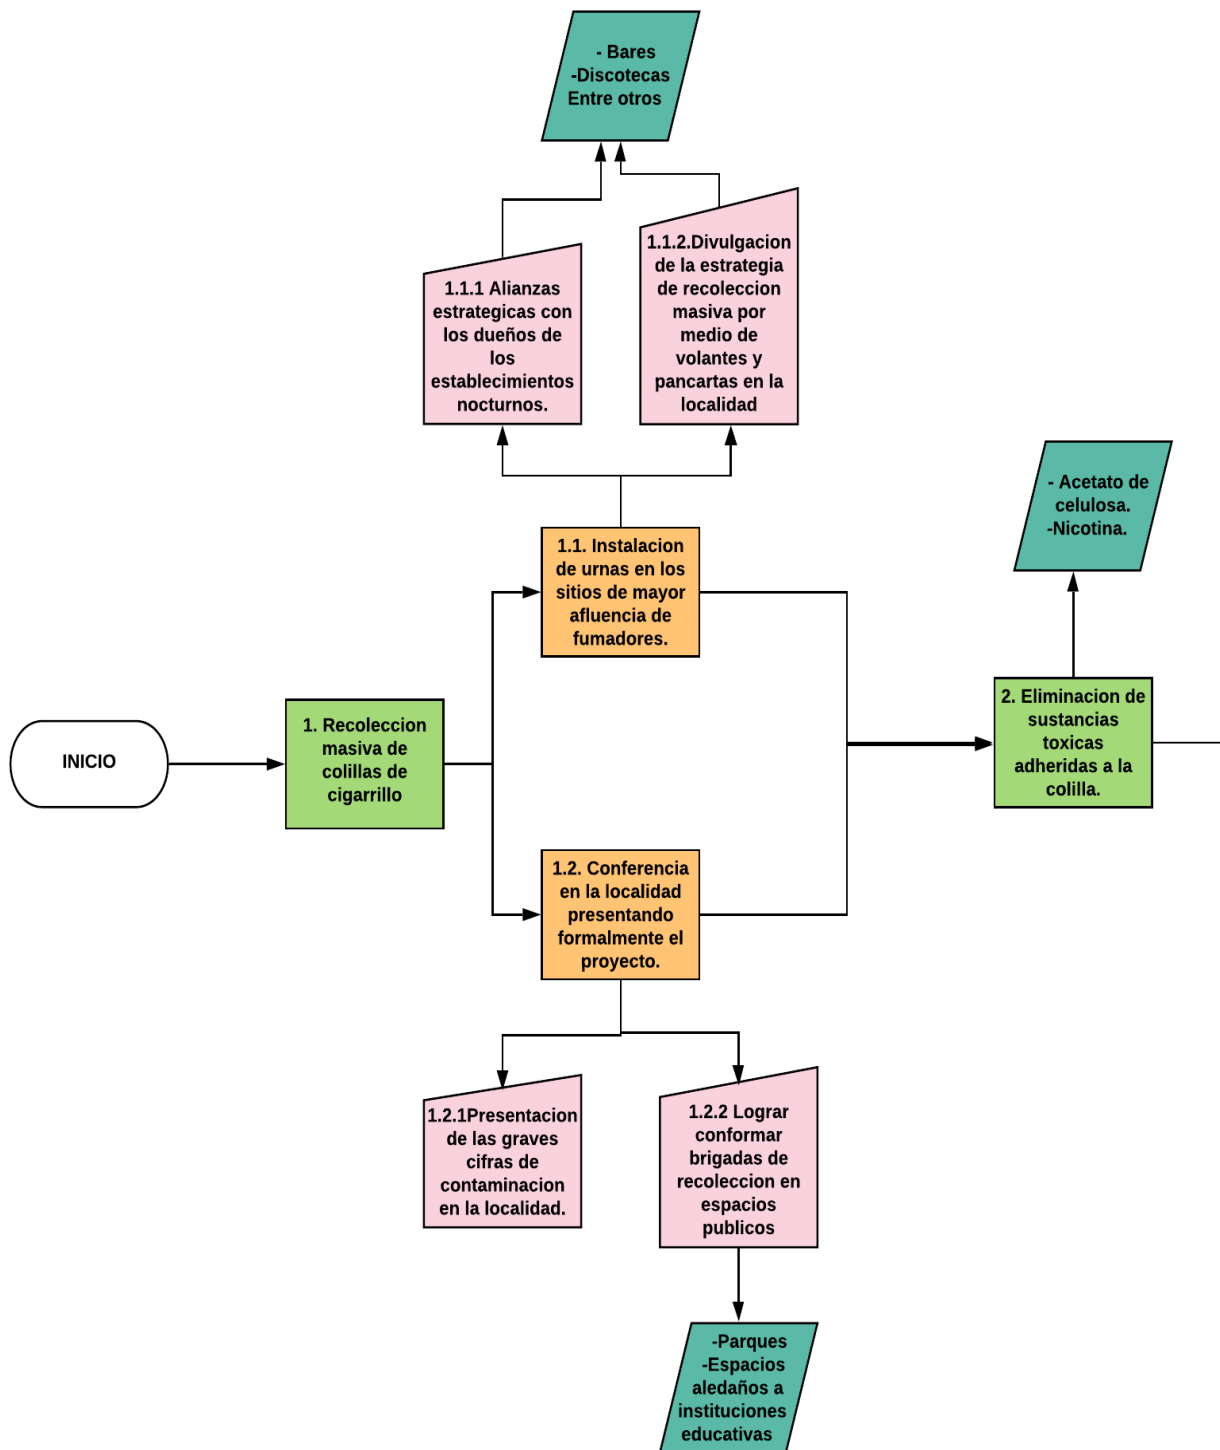 - Bares
-Discotecas
Entre otros
1.1.1 Alianzas
estrategicas con
los dueños de
los
establecimientos
nocturnos.
1.1.2.Divulgacion
de la estrategia
de recoleccion
masiva por
medio de
volantes y
pancartas en la
localidad
1.1. Instalacion
de urnas en los
sitios de mayor
afluencia de
fumadores.
- Acetato de
celulosa.
-Nicotina.
INICIO
1. Recoleccion
masiva de
colillas de
cigarrillo
2. Eliminacion de
sustancias
toxicas
adheridas a la
colilla.
1.2. Conferencia
en la localidad
presentando
formalmente el
proyecto.
1.2.1Presentacion
de las graves
cifras de
contaminacion
en la localidad.
1.2.2 Lograr
conformar
brigadas de
recoleccion en
espacios
publicos
-Parques
-Espacios
aledaños a
instituciones
educativas